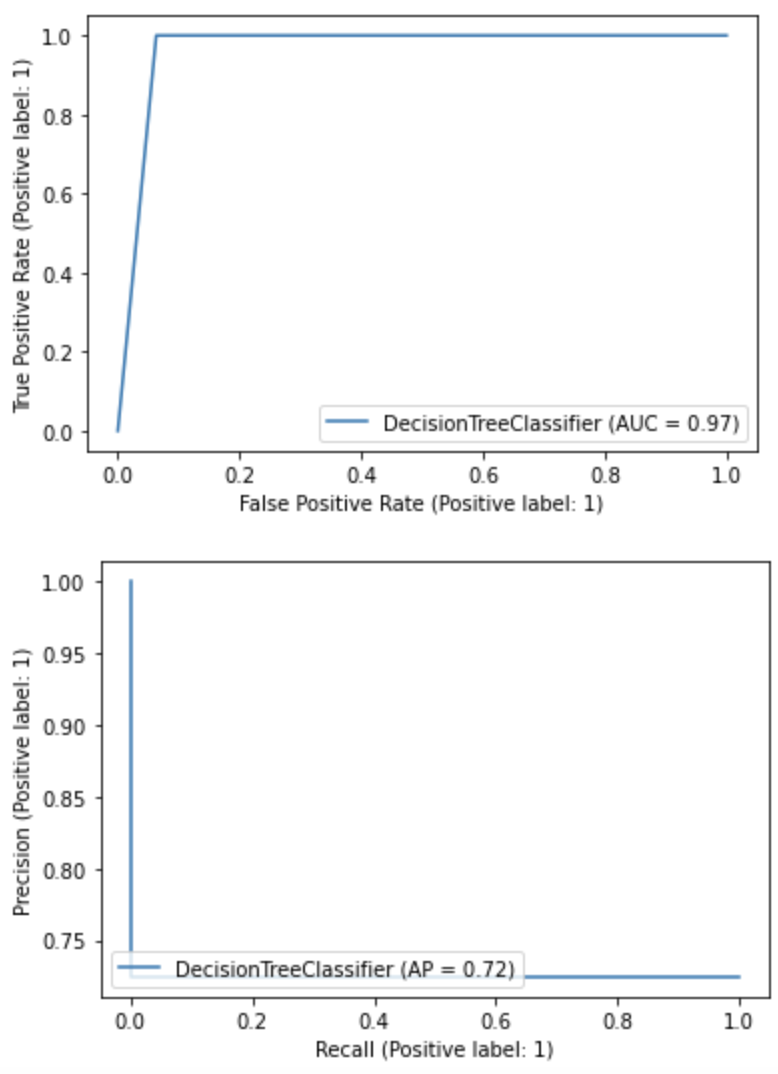 True Positive Rate (Positive label: 1)
1.0
0.8
0.6
0.4
0.2
0.0
DecisionTreeClassifier (AUC = 0.97)
0.0 0.2 0.4 0.6 0.8 1.0
False Positive Rate (Positive label: 1)
Precision (Positive label: 1)
1.00
0.95
0.90
0.85
0.80
0.75
DecisionTreeClassifier (AP = 0.72)
0.0 0.2 0.4 0.6 0.8 1.0
Recall (Positive label: 1)